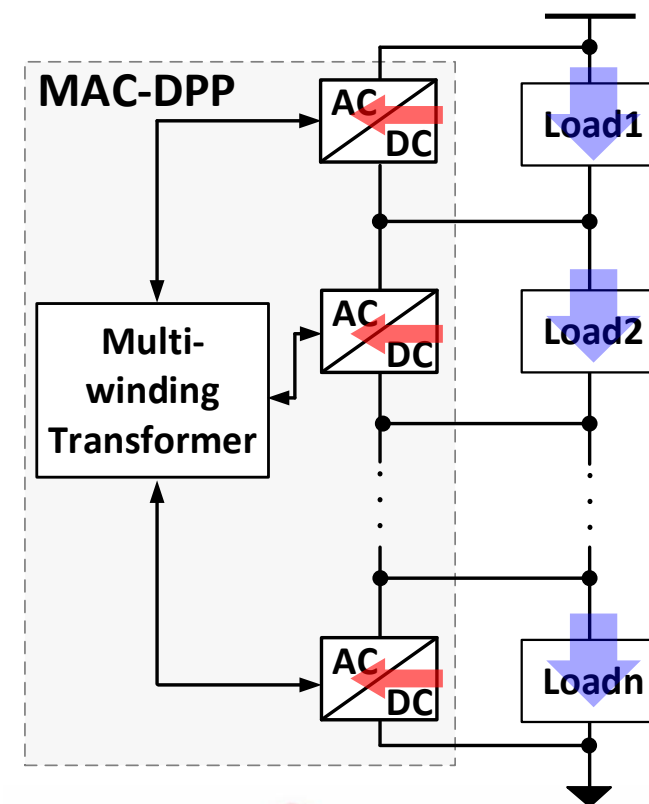 MAC-DPP
AC
DC
Load1
Multi-
winding
Transformer
AC
DC
Load2
AC
DC
Loadn